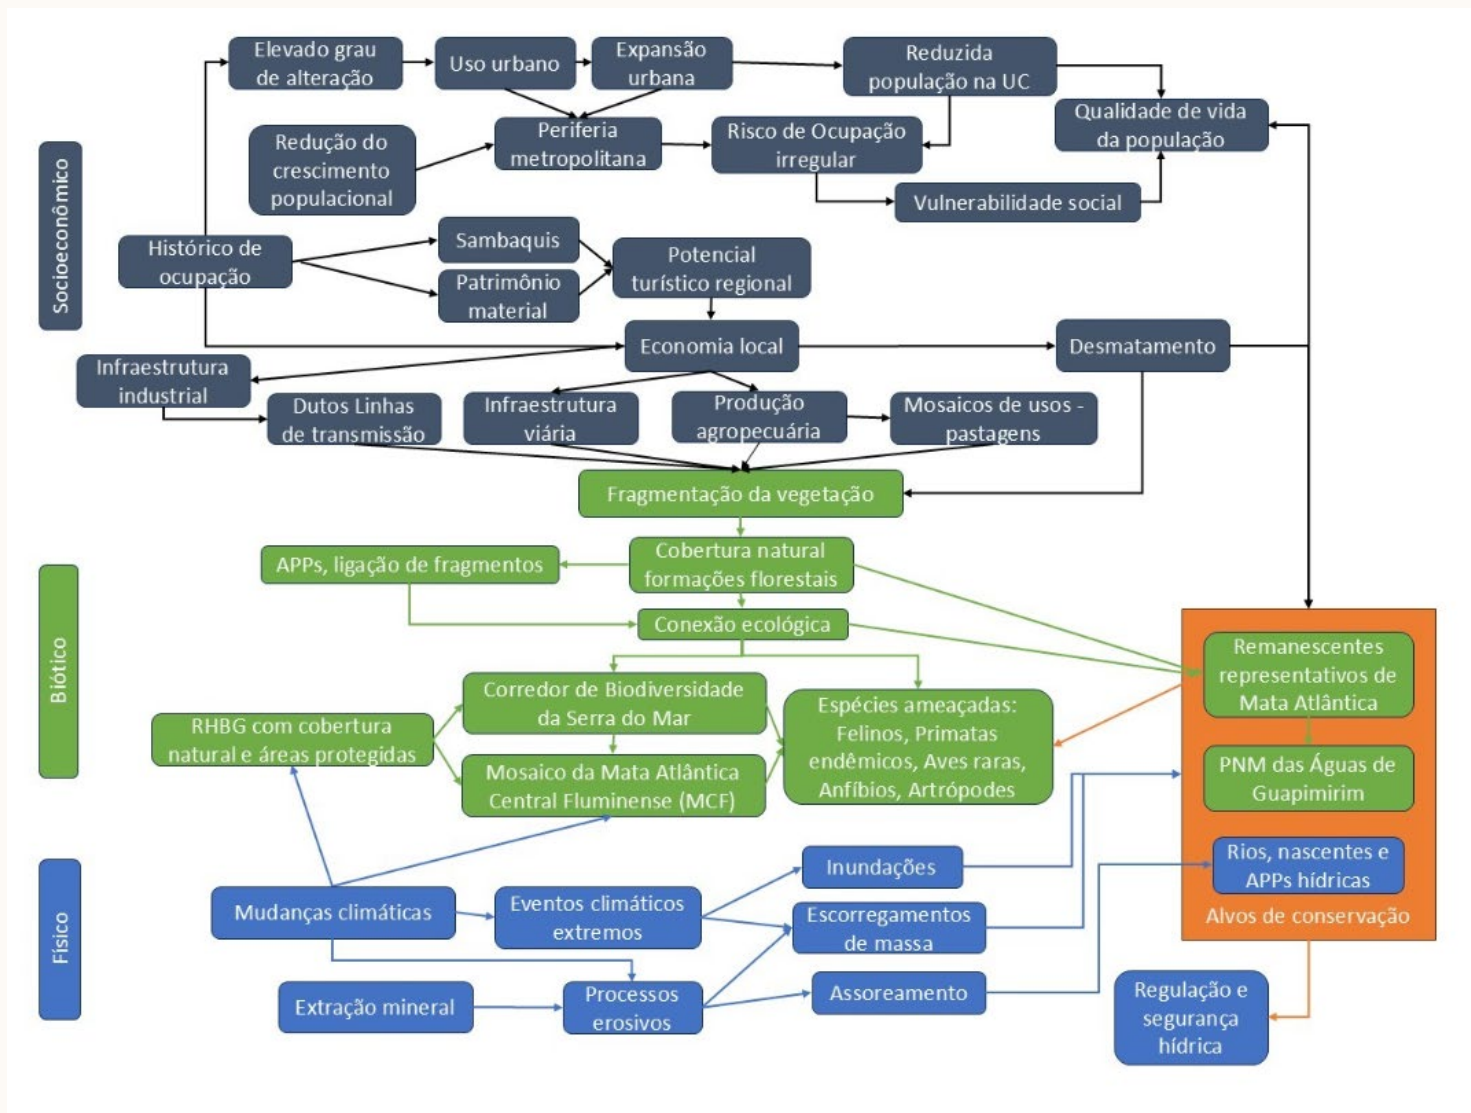 Elevado grau
de alteração
Uso urbano
Expansão
urbana
Reduzida
população na UC
Qualidade de vida
da população
Redução do
crescimento
populacional
Periferia
metropolitana
Risco de Ocupação
irregular
Vulnerabilidade social
Socioeconômico
Histórico de
ocupação
Sambaquis
Patrimônio
material
Potencial
turístico regional
Economia local
Desmatamento
Infraestrutura
industrial
Dutos Linhas
de transmissão
Infraestrutura
viária
Produção
agropecuária
Mosaicos de usos -
pastagens
Fragmentação da vegetação
APPs, ligação de fragmentos
Cobertura natural
formações florestais
Conexão ecológica
Biótico
RHBG com cobertura
natural e áreas protegidas
Corredor de Biodiversidade
da Serra do Mar
Mosaico da Mata Atlântica
Central Fluminense (MCF)
Espécies ameaçadas:
Felinos, Primatas
endêmicos, Aves raras,
Anfíbios, Artrópodes
Remanescentes
representativos de
Mata Atlântica
PNM das Águas de
Guapimirim
Rios, nascentes e
APPs hídricas
Alvos de conservação
Físico
Mudanças climáticas
Eventos climáticos
extremos
Inundações
Escorregamentos
de massa
Extração mineral
Processos
erosivos
Assoreamento
Regulação e
segurança
hídrica